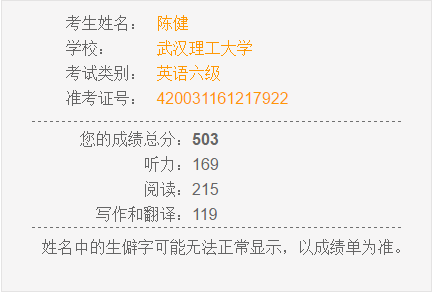 考生姓名： 陈健
学校： 武汉理工大学
考试类别： 英语六级
准考证号： 420031161217922
您的成绩总分：503
听力：169
阅读：215
写作和翻译：119
姓名中的生僻字可能无法正常显示，以成绩单为准。